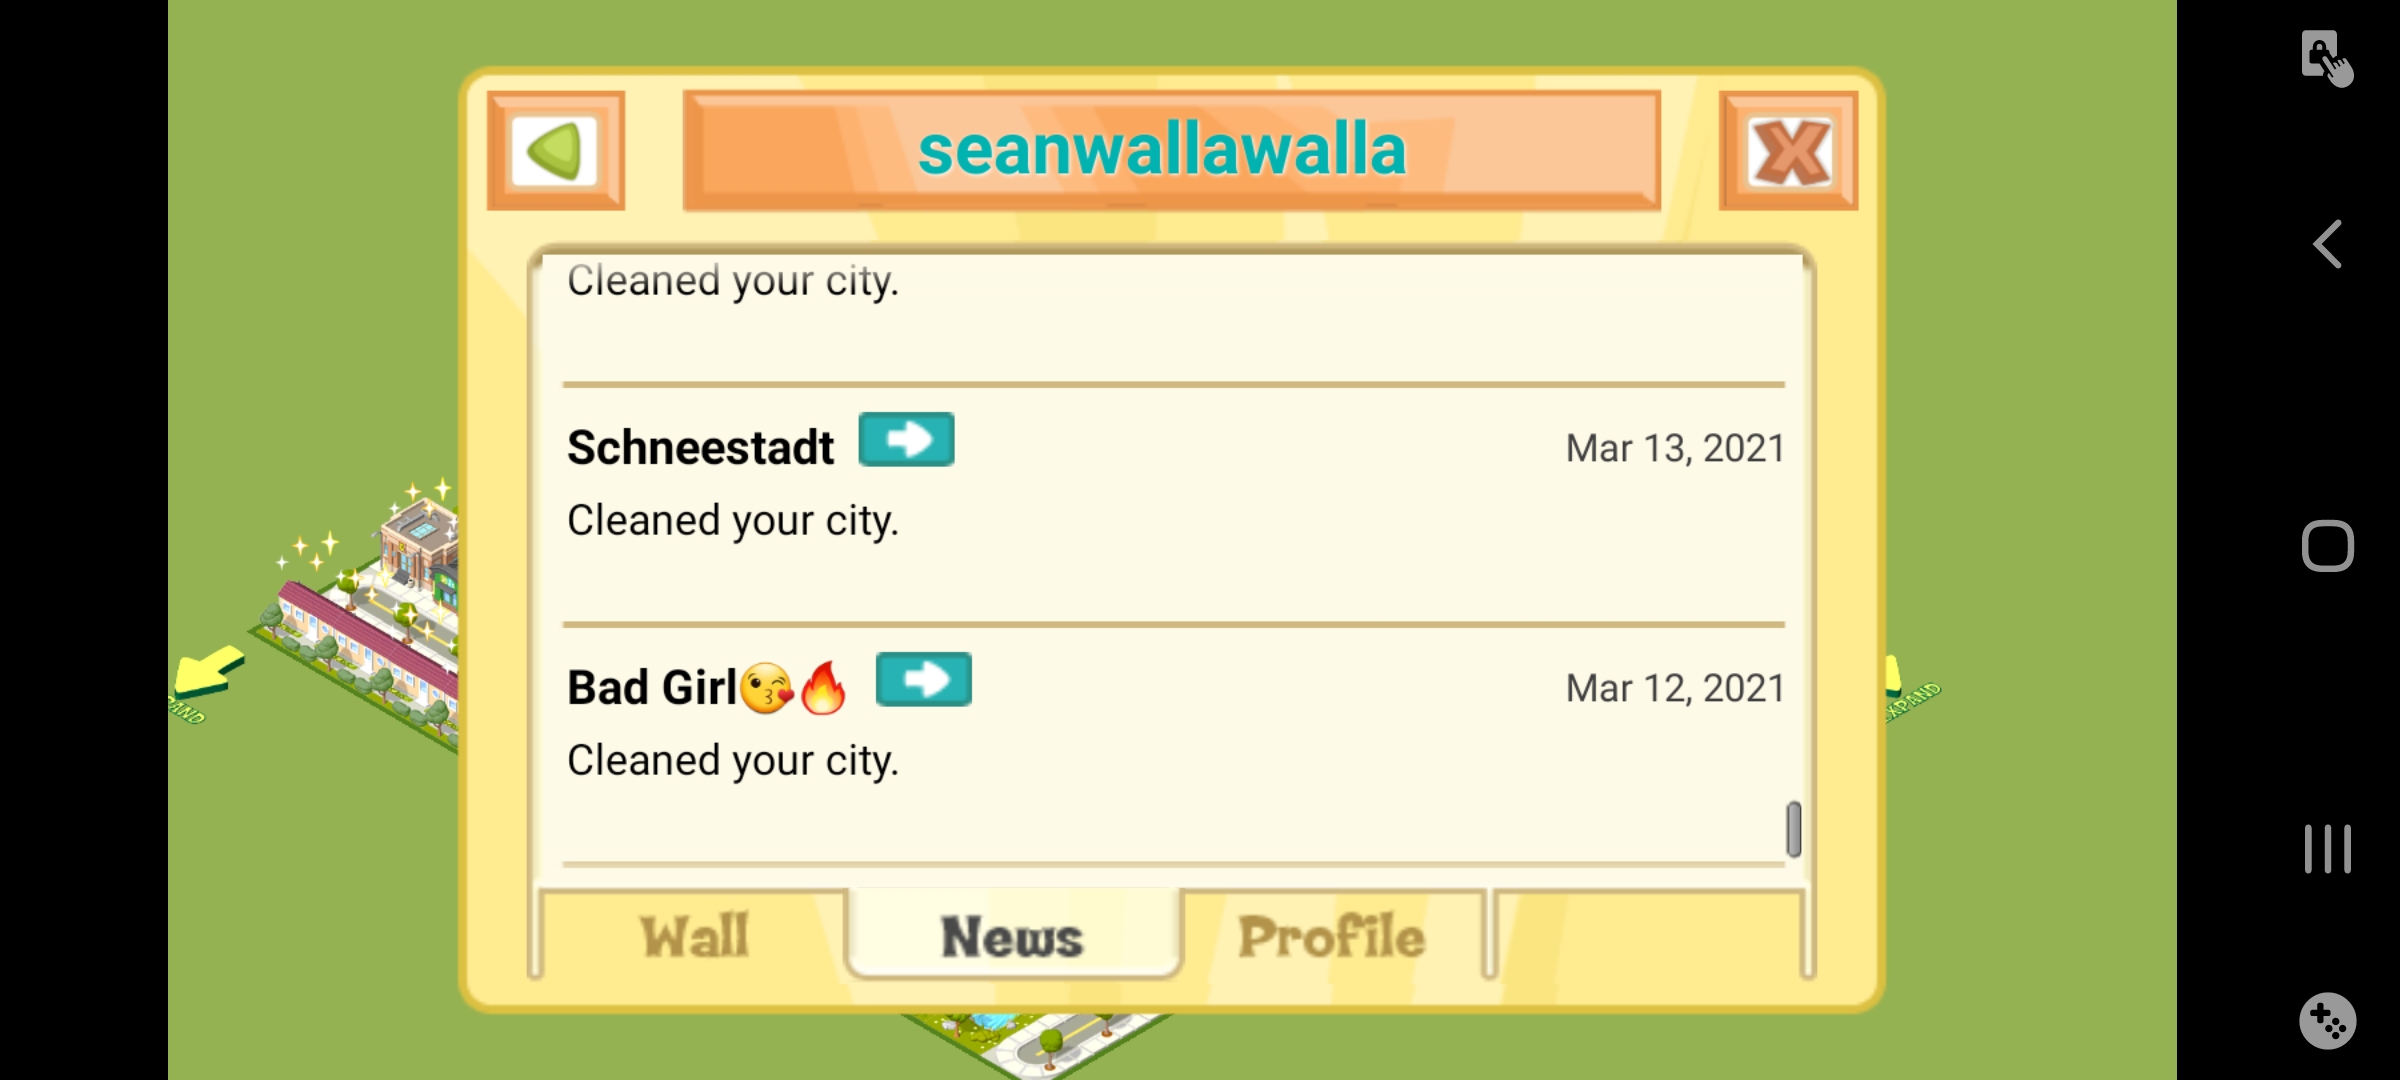 seanwallawalla
Cleaned your city.
Schneestadt
Mar 13, 2021
Cleaned your city.
Bad Girl😘🔥
Mar 12, 2021
Cleaned your city.
Wall
News
Profile